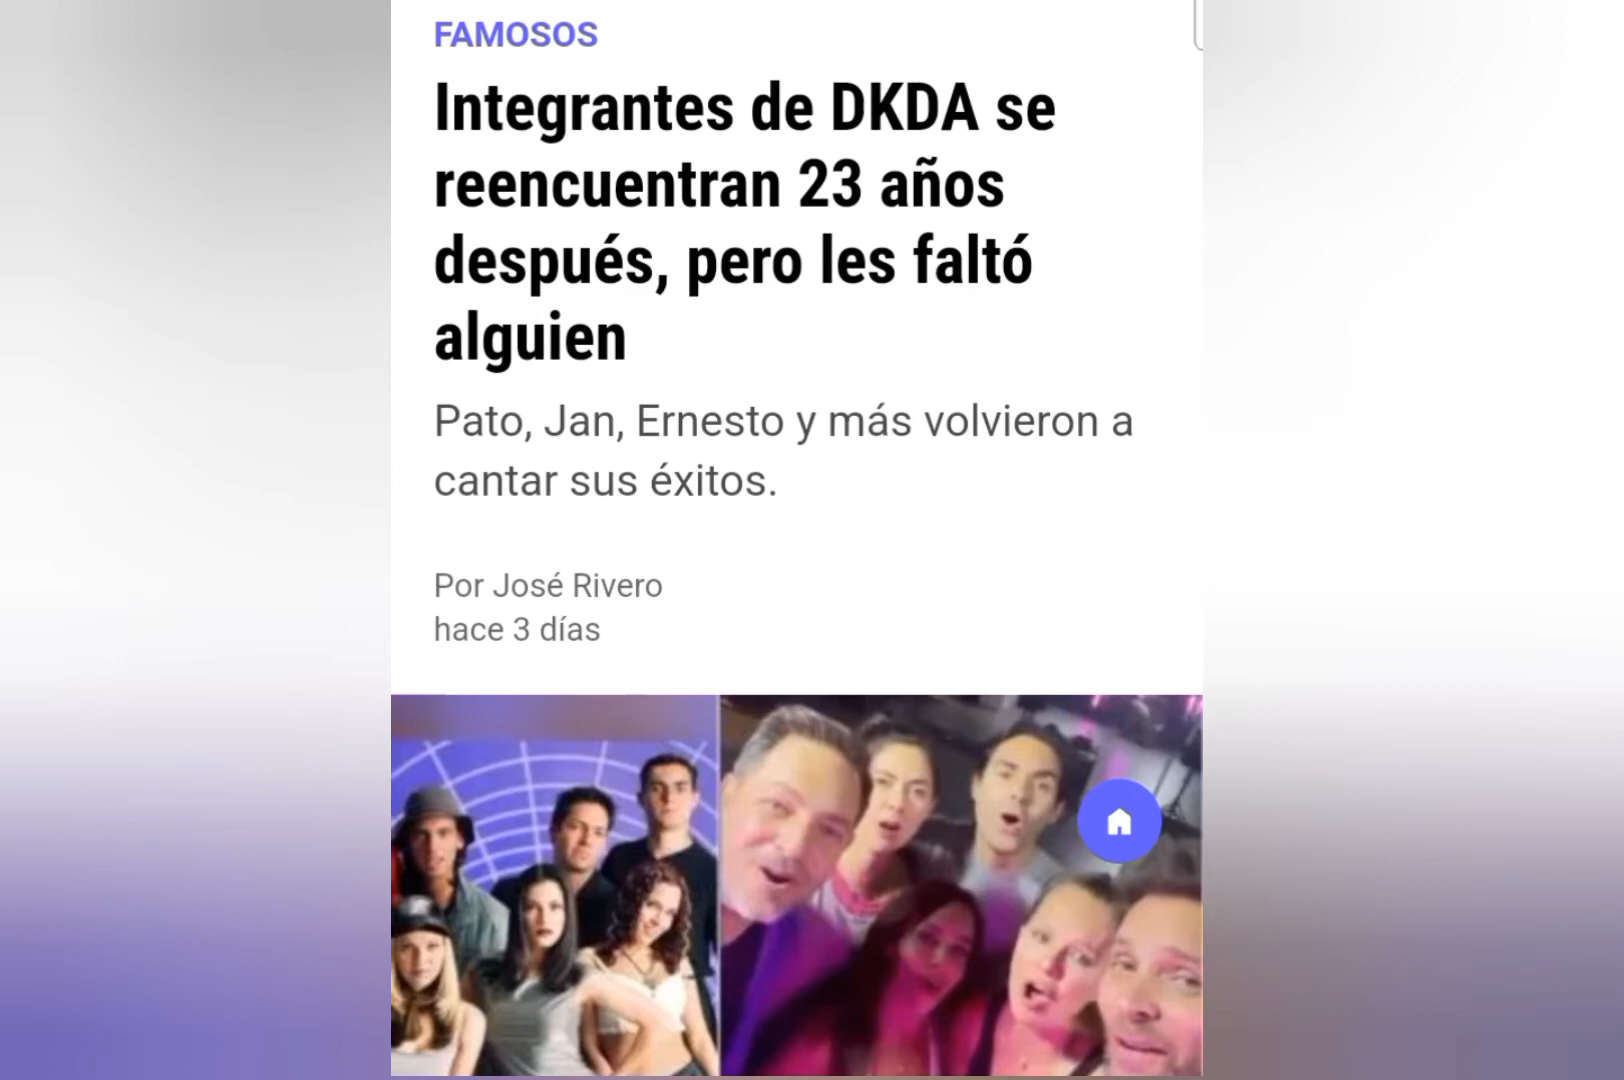 FAMOSOS
Integrantes de DKDA se
reencuentran 23 años
después, pero les faltó
alguien
Pato, Jan, Ernesto y más volvieron a
cantar sus éxitos.
Por José Rivero
hace 3 días